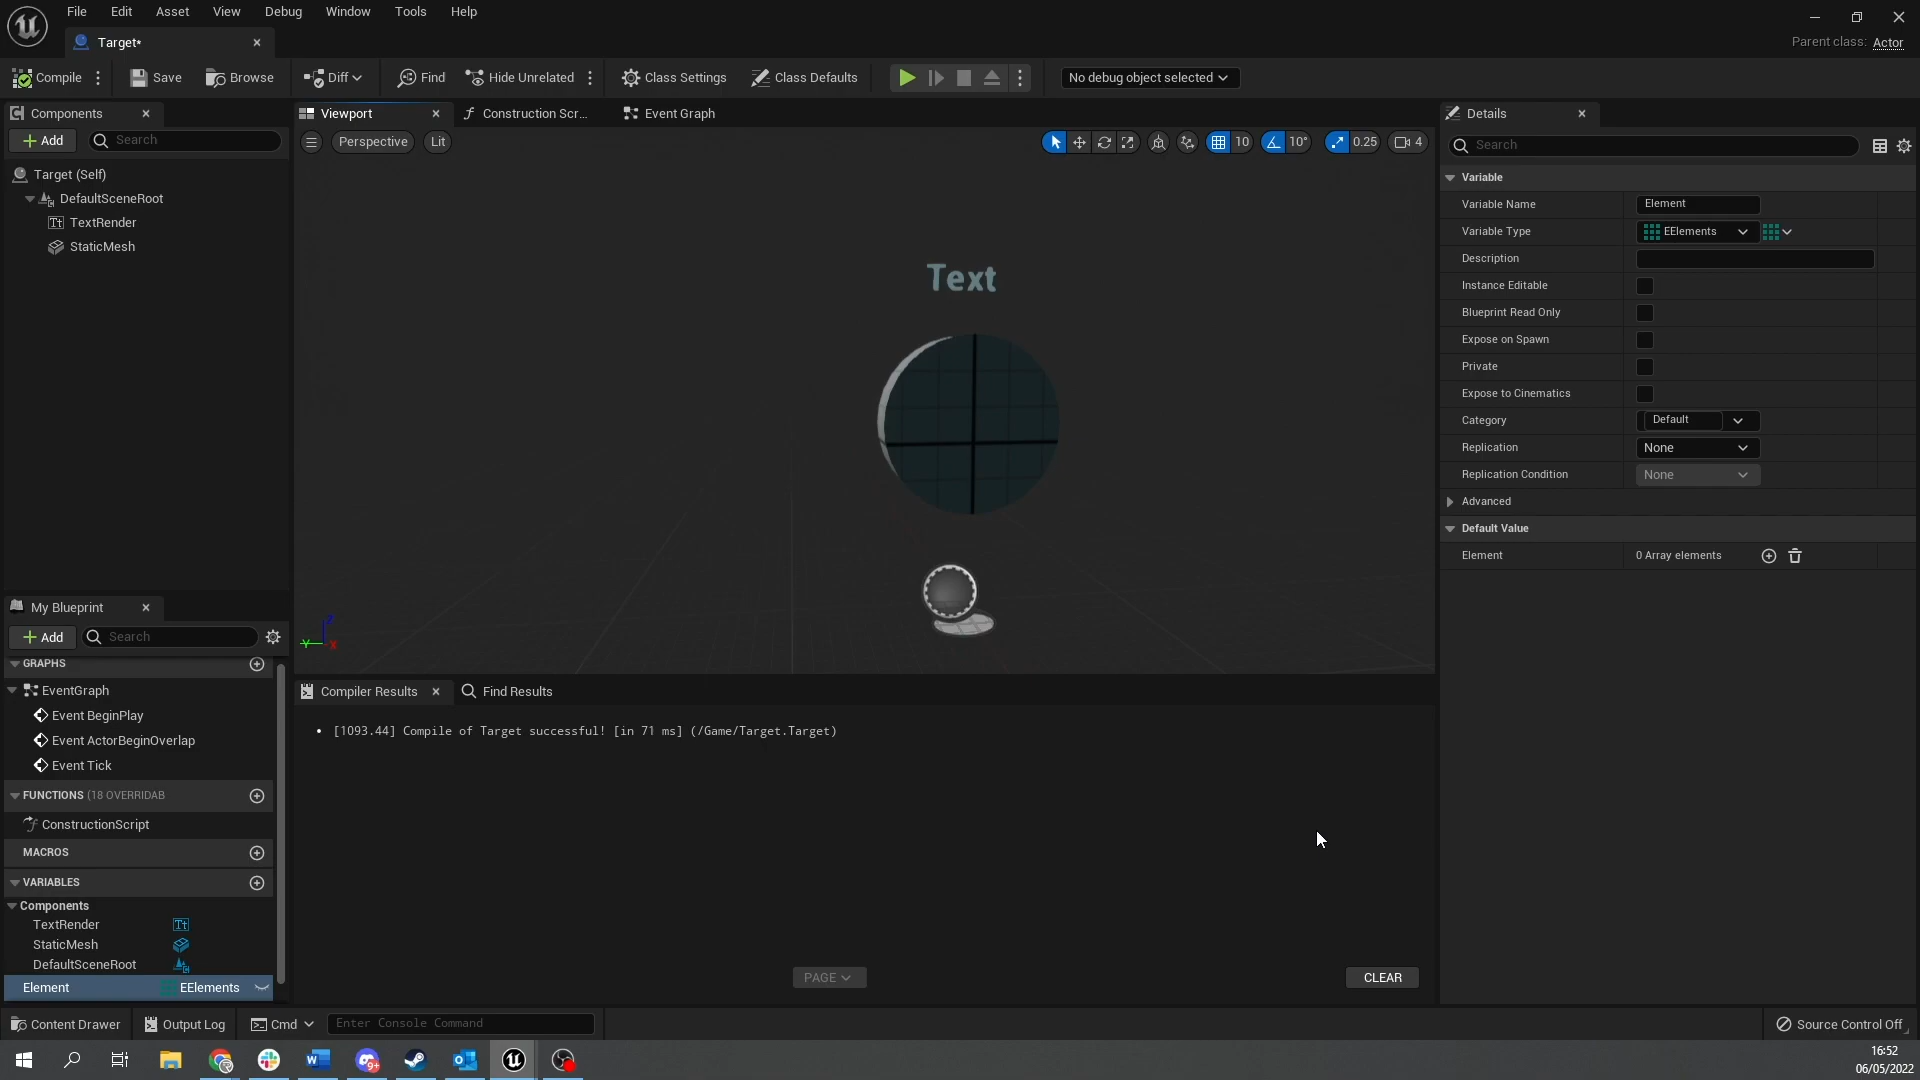 File Edit Asset View Debug Window Tools Help
Target*
Parent class: Actor
Compile Save Browse Diff Find Hide Unrelated Class Settings Class Defaults No debug object selected
Components
Add Search
Target (Self)
DefaultSceneRoot
TextRender
StaticMesh
Viewport Construction Scr... Event Graph
Perspective Lit 10 10° 0.25 4
Text
Z
Y X
My Blueprint
Add Search
GRAPHS
EventGraph
Event BeginPlay
Event ActorBeginOverlap
Event Tick
FUNCTIONS (18 OVERRIDAB
ConstructionScript
MACROS
VARIABLES
Components
TextRender
StaticMesh
DefaultSceneRoot
Element EElements
Compiler Results Find Results
• [1093.44] Compile of Target successful! [in 71 ms] (/Game/Target.Target)
PAGE CLEAR
Details
Search
Variable
Variable Name Element
Variable Type EElements
Description
Instance Editable
Blueprint Read Only
Expose on Spawn
Private
Expose to Cinematics
Category Default
Replication None
Replication Condition None
Advanced
Default Value
Element 0 Array elements
Content Drawer Output Log Cmd Enter Console Command Source Control Off
9+
16:52
06/05/2022